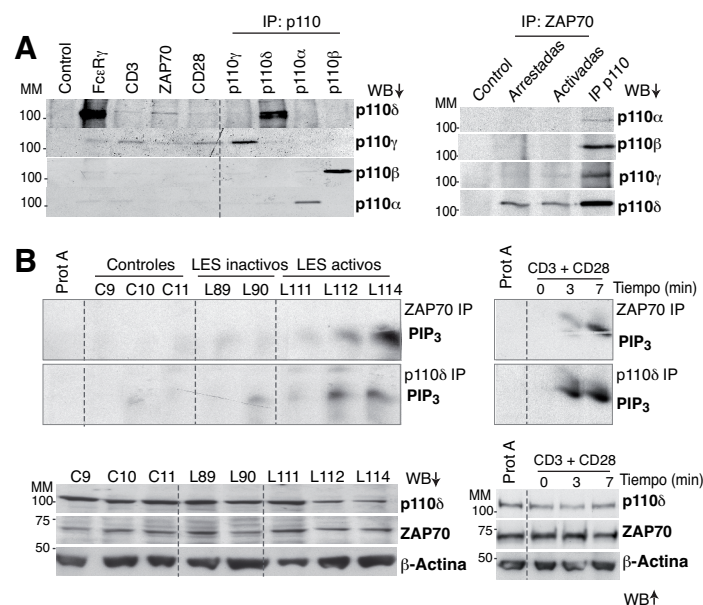 A
IP: p110
Control
FcεRγ
CD3
ZAP70
CD28
p110γ
p110δ
p110α
p110β
MM
WB↓
100
p110δ
100
p110γ
100
p110β
100
p110α
IP: ZAP70
Control
Arrestadas
Activadas
IP p110
MM
WB↓
100
p110α
100
p110β
100
p110γ
100
p110δ
B
Prot A
Controles
LES inactivos
LES activos
C9 C10 C11 L89 L90 L111 L112 L114
ZAP70 IP
PIP3
p110δ IP
PIP3
Prot A
CD3 + CD28
0 3 7 Tiempo (min)
ZAP70 IP
PIP3
p110δ IP
PIP3
C9 C10 C11 L89 L90 L111 L112 L114
MM
WB↓
100
p110δ
75
ZAP70
50
β-Actina
Prot A
CD3 + CD28
0 3 7 Tiempo (min)
MM
100
p110δ
75
ZAP70
50
β-Actina
WB↑